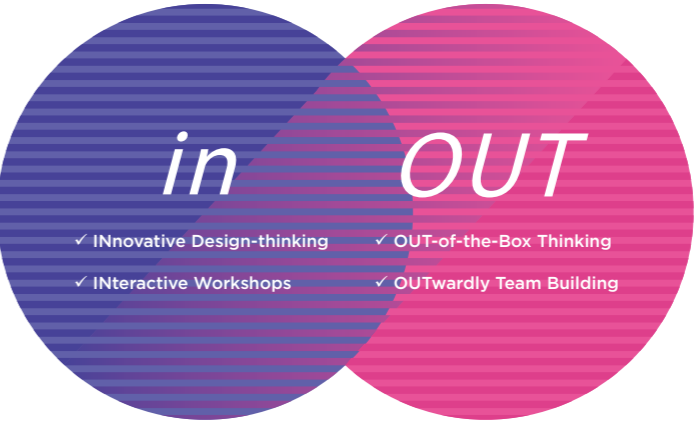 in
✓ INnovative Design-thinking
✓ INteractive Workshops
OUT
✓ OUT-of-the-Box Thinking
✓ OUTwardly Team Building